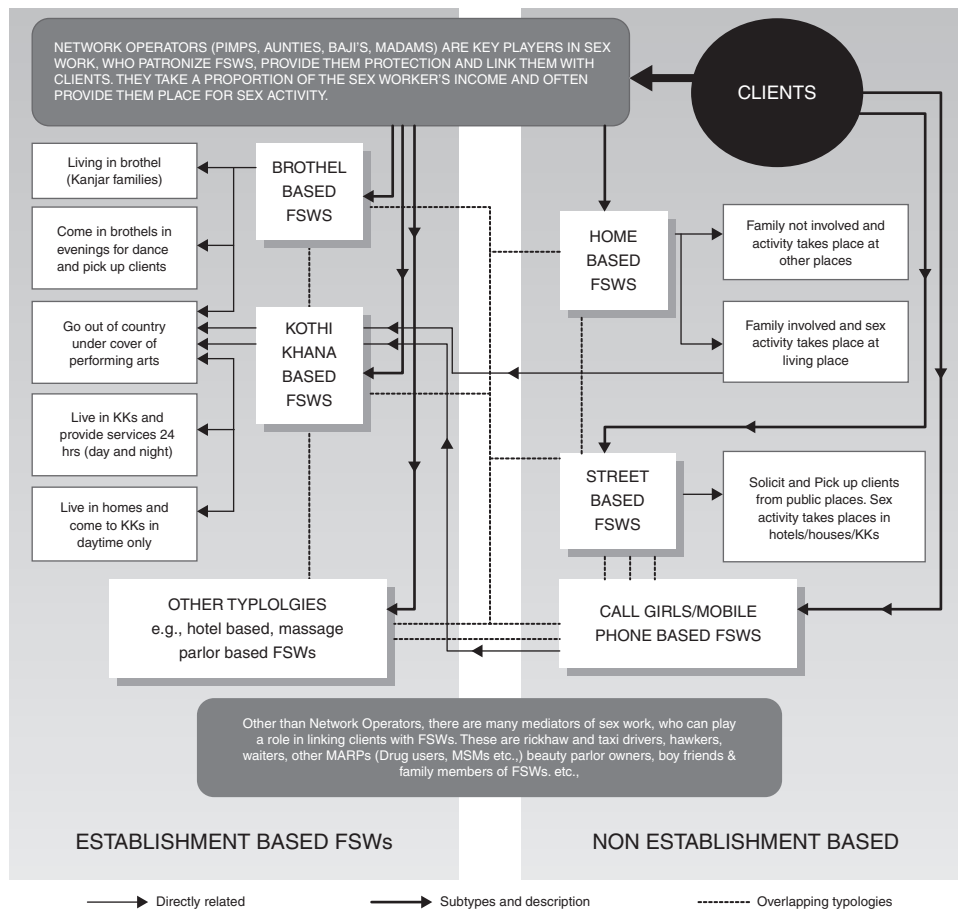 NETWORK OPERATORS (PIMPS, AUNTIES, BAJI'S, MADAMS) ARE KEY PLAYERS IN SEX
WORK, WHO PATRONIZE FSWS, PROVIDE THEM PROTECTION AND LINK THEM WITH
CLIENTS. THEY TAKE A PROPORTION OF THE SEX WORKER'S INCOME AND OFTEN
PROVIDE THEM PLACE FOR SEX ACTIVITY.
CLIENTS
Living in brothel
(Kanjar families)
Come in brothels in
evenings for dance
and pick up clients
Go out of country
under cover of
performing arts
Live in KKs and
provide services 24
hrs (day and night)
Live in homes and
come to KKs in
daytime only
BROTHEL
BASED
FSWS
KOTHI
KHANA
BASED
FSWS
OTHER TYPLOLGIES
e.g., hotel based, massage
parlor based FSWs
HOME
BASED
FSWS
Family not involved and
activity takes place at
other places
Family involved and sex
activity takes place at
living place
STREET
BASED
FSWS
Solicit and Pick up clients
from public places. Sex
activity takes places in
hotels/houses/KKs
CALL GIRLS/MOBILE
PHONE BASED FSWS
Other than Network Operators, there are many mediators of sex work, who can play
a role in linking clients with FSWs. These are rickhaw and taxi drivers, hawkers,
waiters, other MARPs (Drug users, MSMs etc.,) beauty parlor owners, boy friends &
family members of FSWs. etc.,
ESTABLISHMENT BASED FSWs
NON ESTABLISHMENT BASED
Directly related
Subtypes and description
Overlapping typologies